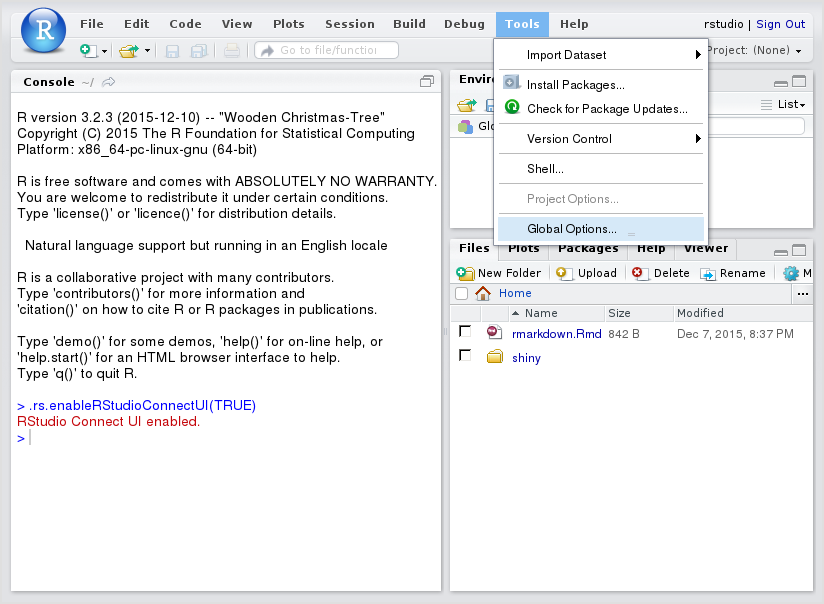 R File Edit Code View Plots Session Build Debug Tools Help rstudio | Sign Out
Go to file/function Project: (None)
Console ~/
R version 3.2.3 (2015-12-10) -- "Wooden Christmas-Tree"
Copyright (C) 2015 The R Foundation for Statistical Computing
Platform: x86_64-pc-linux-gnu (64-bit)
R is free software and comes with ABSOLUTELY NO WARRANTY.
You are welcome to redistribute it under certain conditions.
Type 'license()' or 'licence()' for distribution details.
Natural language support but running in an English locale
R is a collaborative project with many contributors.
Type 'contributors()' for more information and
'citation()' on how to cite R or R packages in publications.
Type 'demo()' for some demos, 'help()' for on-line help, or
'help.start()' for an HTML browser interface to help.
Type 'q()' to quit R.
> .rs.enableRStudioConnectUI(TRUE)
RStudio Connect UI enabled.
>
Import Dataset
Install Packages...
Check for Package Updates...
Version Control
Shell...
Project Options...
Global Options...
Enviro
List
Glo
Files Plots Packages Help Viewer
New Folder Upload Delete Rename M
Home ...
Name Size Modified
rmarkdown.Rmd 842 B Dec 7, 2015, 8:37 PM
shiny